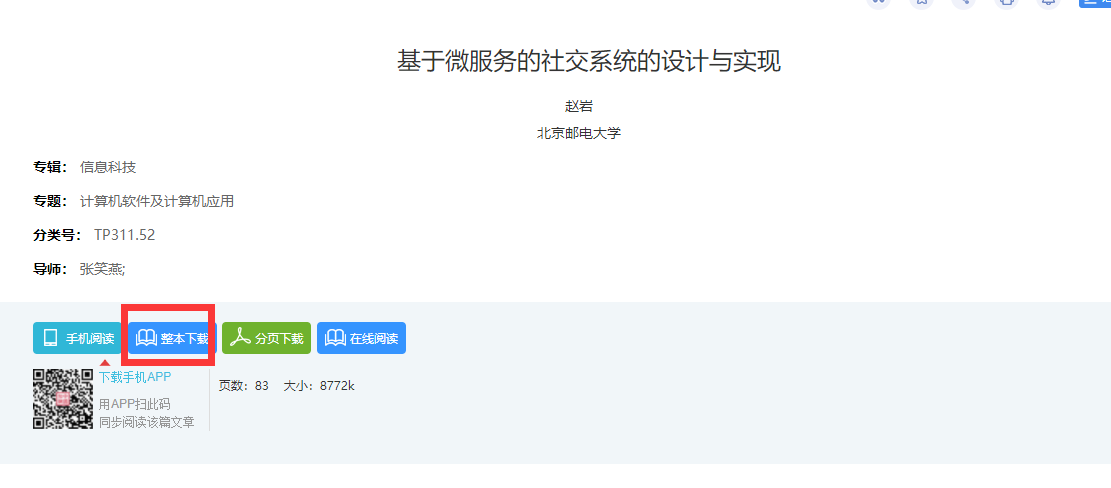 基于微服务的社交系统的设计与实现
赵岩
北京邮电大学
专辑： 信息科技
专题： 计算机软件及计算机应用
分类号： TP311.52
导师： 张笑燕;
手机阅读 整本下载 分页下载 在线阅读
下载手机APP
用APP扫此码
同步阅读该篇文章
页数：83 大小：8772k